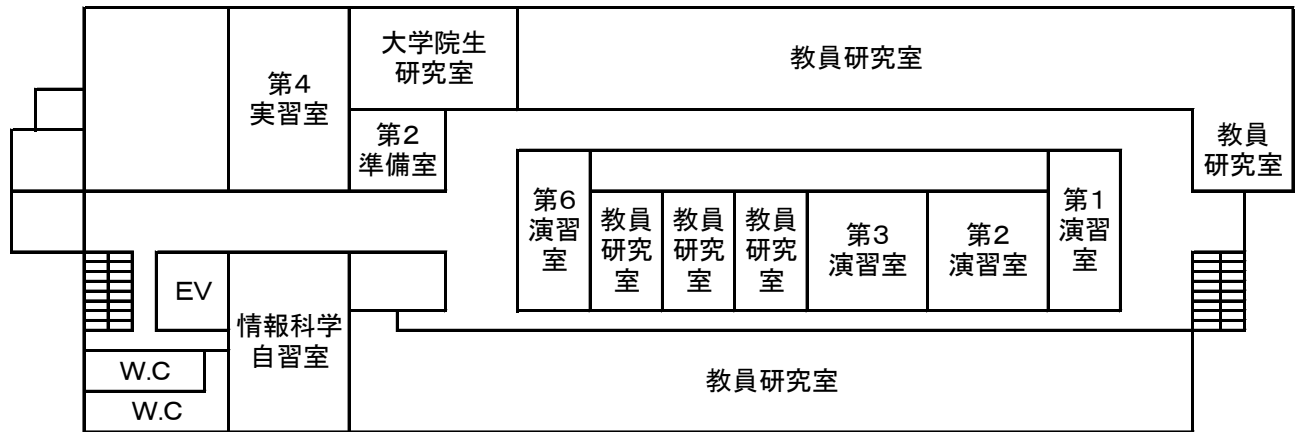 大学院生
研究室
教員研究室
第４
実習室
第２
準備室
教員
研究室
第６
演習
室
教員
研究
室
教員
研究
室
教員
研究
室
第３
演習室
第２
演習室
第１
演習
室
ＥＶ
情報科学
自習室
W.C
W.C
教員研究室